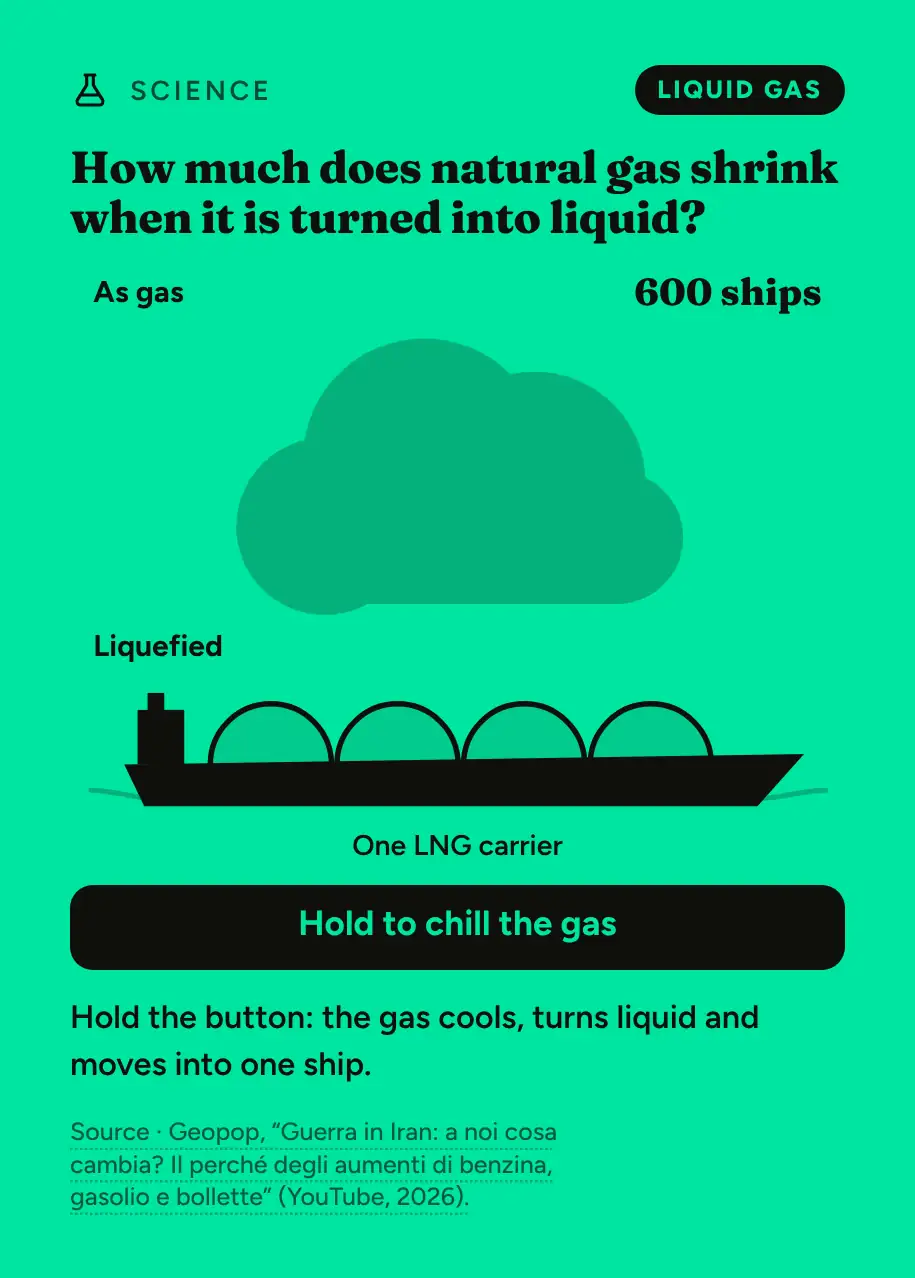 SCIENCE
LIQUID GAS
How much does natural gas shrink
when it is turned into liquid?
As gas
600 ships
Liquefied
One LNG carrier
Hold to chill the gas
Hold the button: the gas cools, turns liquid and
moves into one ship.
Source · Geopop, “Guerra in Iran: a noi cosa
cambia? Il perché degli aumenti di benzina,
gasolio e bollette” (YouTube, 2026).